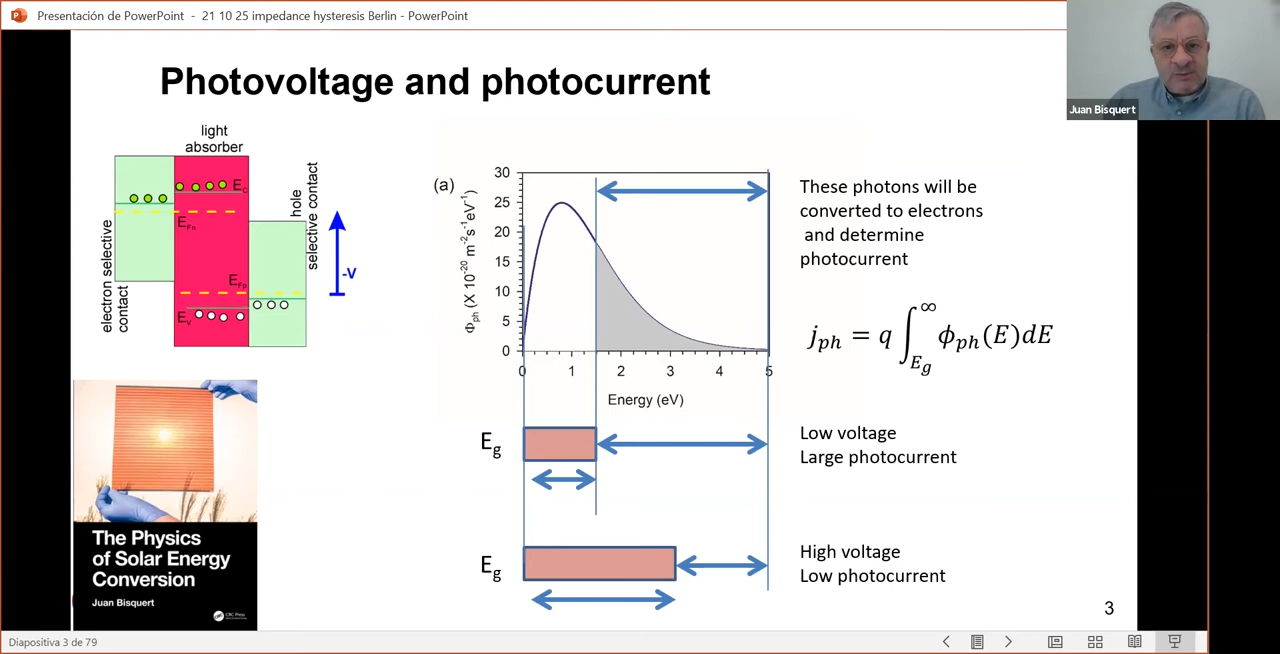 Presentación de PowerPoint - 21 10 25 impedance hysteresis Berlin - PowerPoint
Juan Bisquert
Photovoltage and photocurrent
light
absorber
electron selective
contact
hole
selective contact
E_C
E_Fn
E_Fp
E_V
-V
(a)
Φ_ph (X 10^-20 m^-2 s^-1 eV^-1)
30
25
20
15
10
5
0
0 1 2 3 4 5
Energy (eV)
These photons will be
converted to electrons
and determine
photocurrent
j_ph = q ∫_{E_g}^{∞} ϕ_ph(E)dE
E_g
Low voltage
Large photocurrent
E_g
High voltage
Low photocurrent
The Physics
of Solar Energy
Conversion
Juan Bisquert
CRC Press
3
Diapositiva 3 de 79